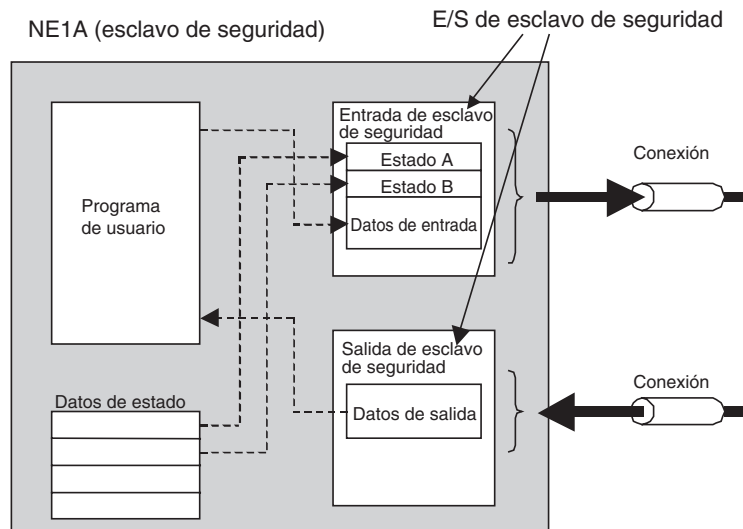 NE1A (esclavo de seguridad)
E/S de esclavo de seguridad
Programa
de usuario
Entrada de esclavo
de seguridad
Estado A
Estado B
Datos de entrada
Conexión
Salida de esclavo
de seguridad
Datos de salida
Conexión
Datos de estado